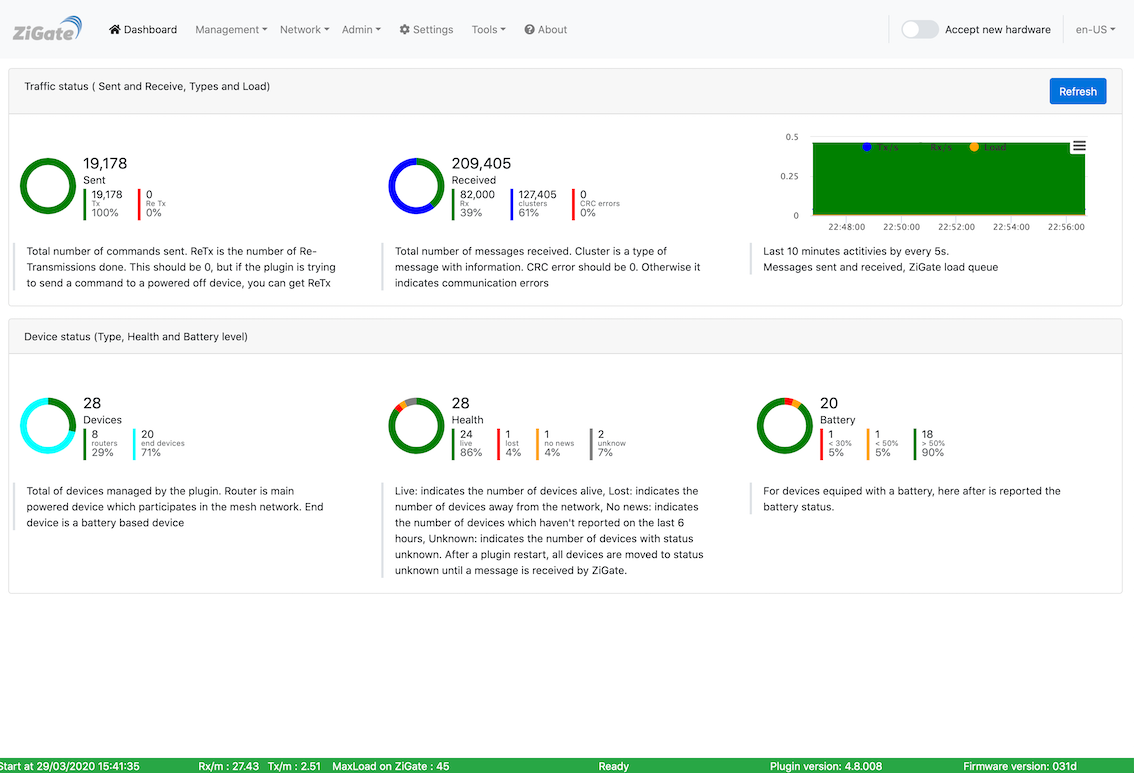 ZiGate
Dashboard Management Network Admin Settings Tools About Accept new hardware en-US
Traffic status ( Sent and Receive, Types and Load)
Refresh
19,178
Sent
19,178
Tx
100%
0
Re Tx
0%
Total number of commands sent. ReTx is the number of Re-
Transmissions done. This should be 0, but if the plugin is trying
to send a command to a powered off device, you can get ReTx
209,405
Received
82,000
Rx
39%
127,405
clusters
61%
0
CRC errors
0%
Total number of messages received. Cluster is a type of
message with information. CRC error should be 0. Otherwise it
indicates communication errors
0.5
0.25
0
Tx/s Rx/s Load
22:48:00 22:50:00 22:52:00 22:54:00 22:56:00
Last 10 minutes actitivies by every 5s.
Messages sent and received, ZiGate load queue
Device status (Type, Health and Battery level)
28
Devices
8
routers
29%
20
end devices
71%
Total of devices managed by the plugin. Router is main
powered device which participates in the mesh network. End
device is a battery based device
28
Health
24
live
86%
1
lost
4%
1
no news
4%
2
unknow
7%
Live: indicates the number of devices alive, Lost: indicates the
number of devices away from the network, No news: indicates
the number of devices which haven't reported on the last 6
hours, Unknown: indicates the number of devices with status
unknown. After a plugin restart, all devices are moved to status
unknown until a message is received by ZiGate.
20
Battery
1
< 30%
5%
1
< 50%
5%
18
> 50%
90%
For devices equiped with a battery, here after is reported the
battery status.
Start at 29/03/2020 15:41:35 Rx/m : 27.43 Tx/m : 2.51 MaxLoad on ZiGate : 45 Ready Plugin version: 4.8.008 Firmware version: 031d